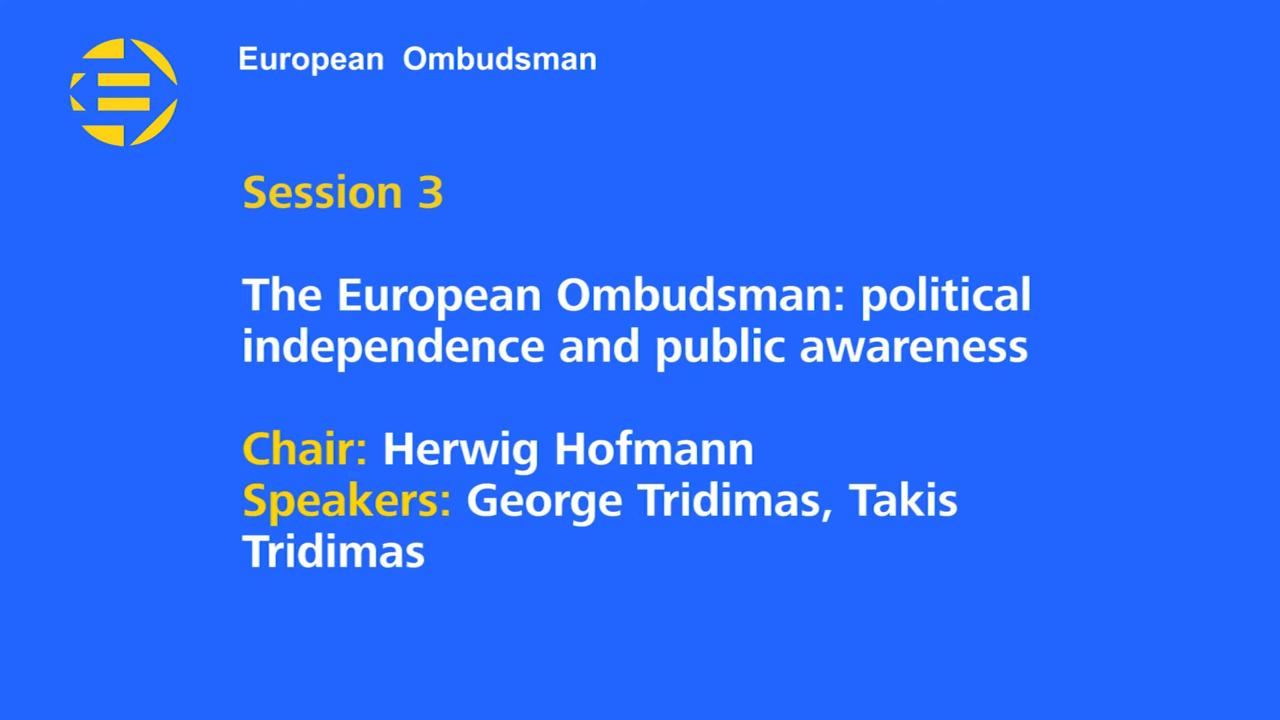 European Ombudsman
Session 3
The European Ombudsman: political
independence and public awareness
Chair: Herwig Hofmann
Speakers: George Tridimas, Takis
Tridimas